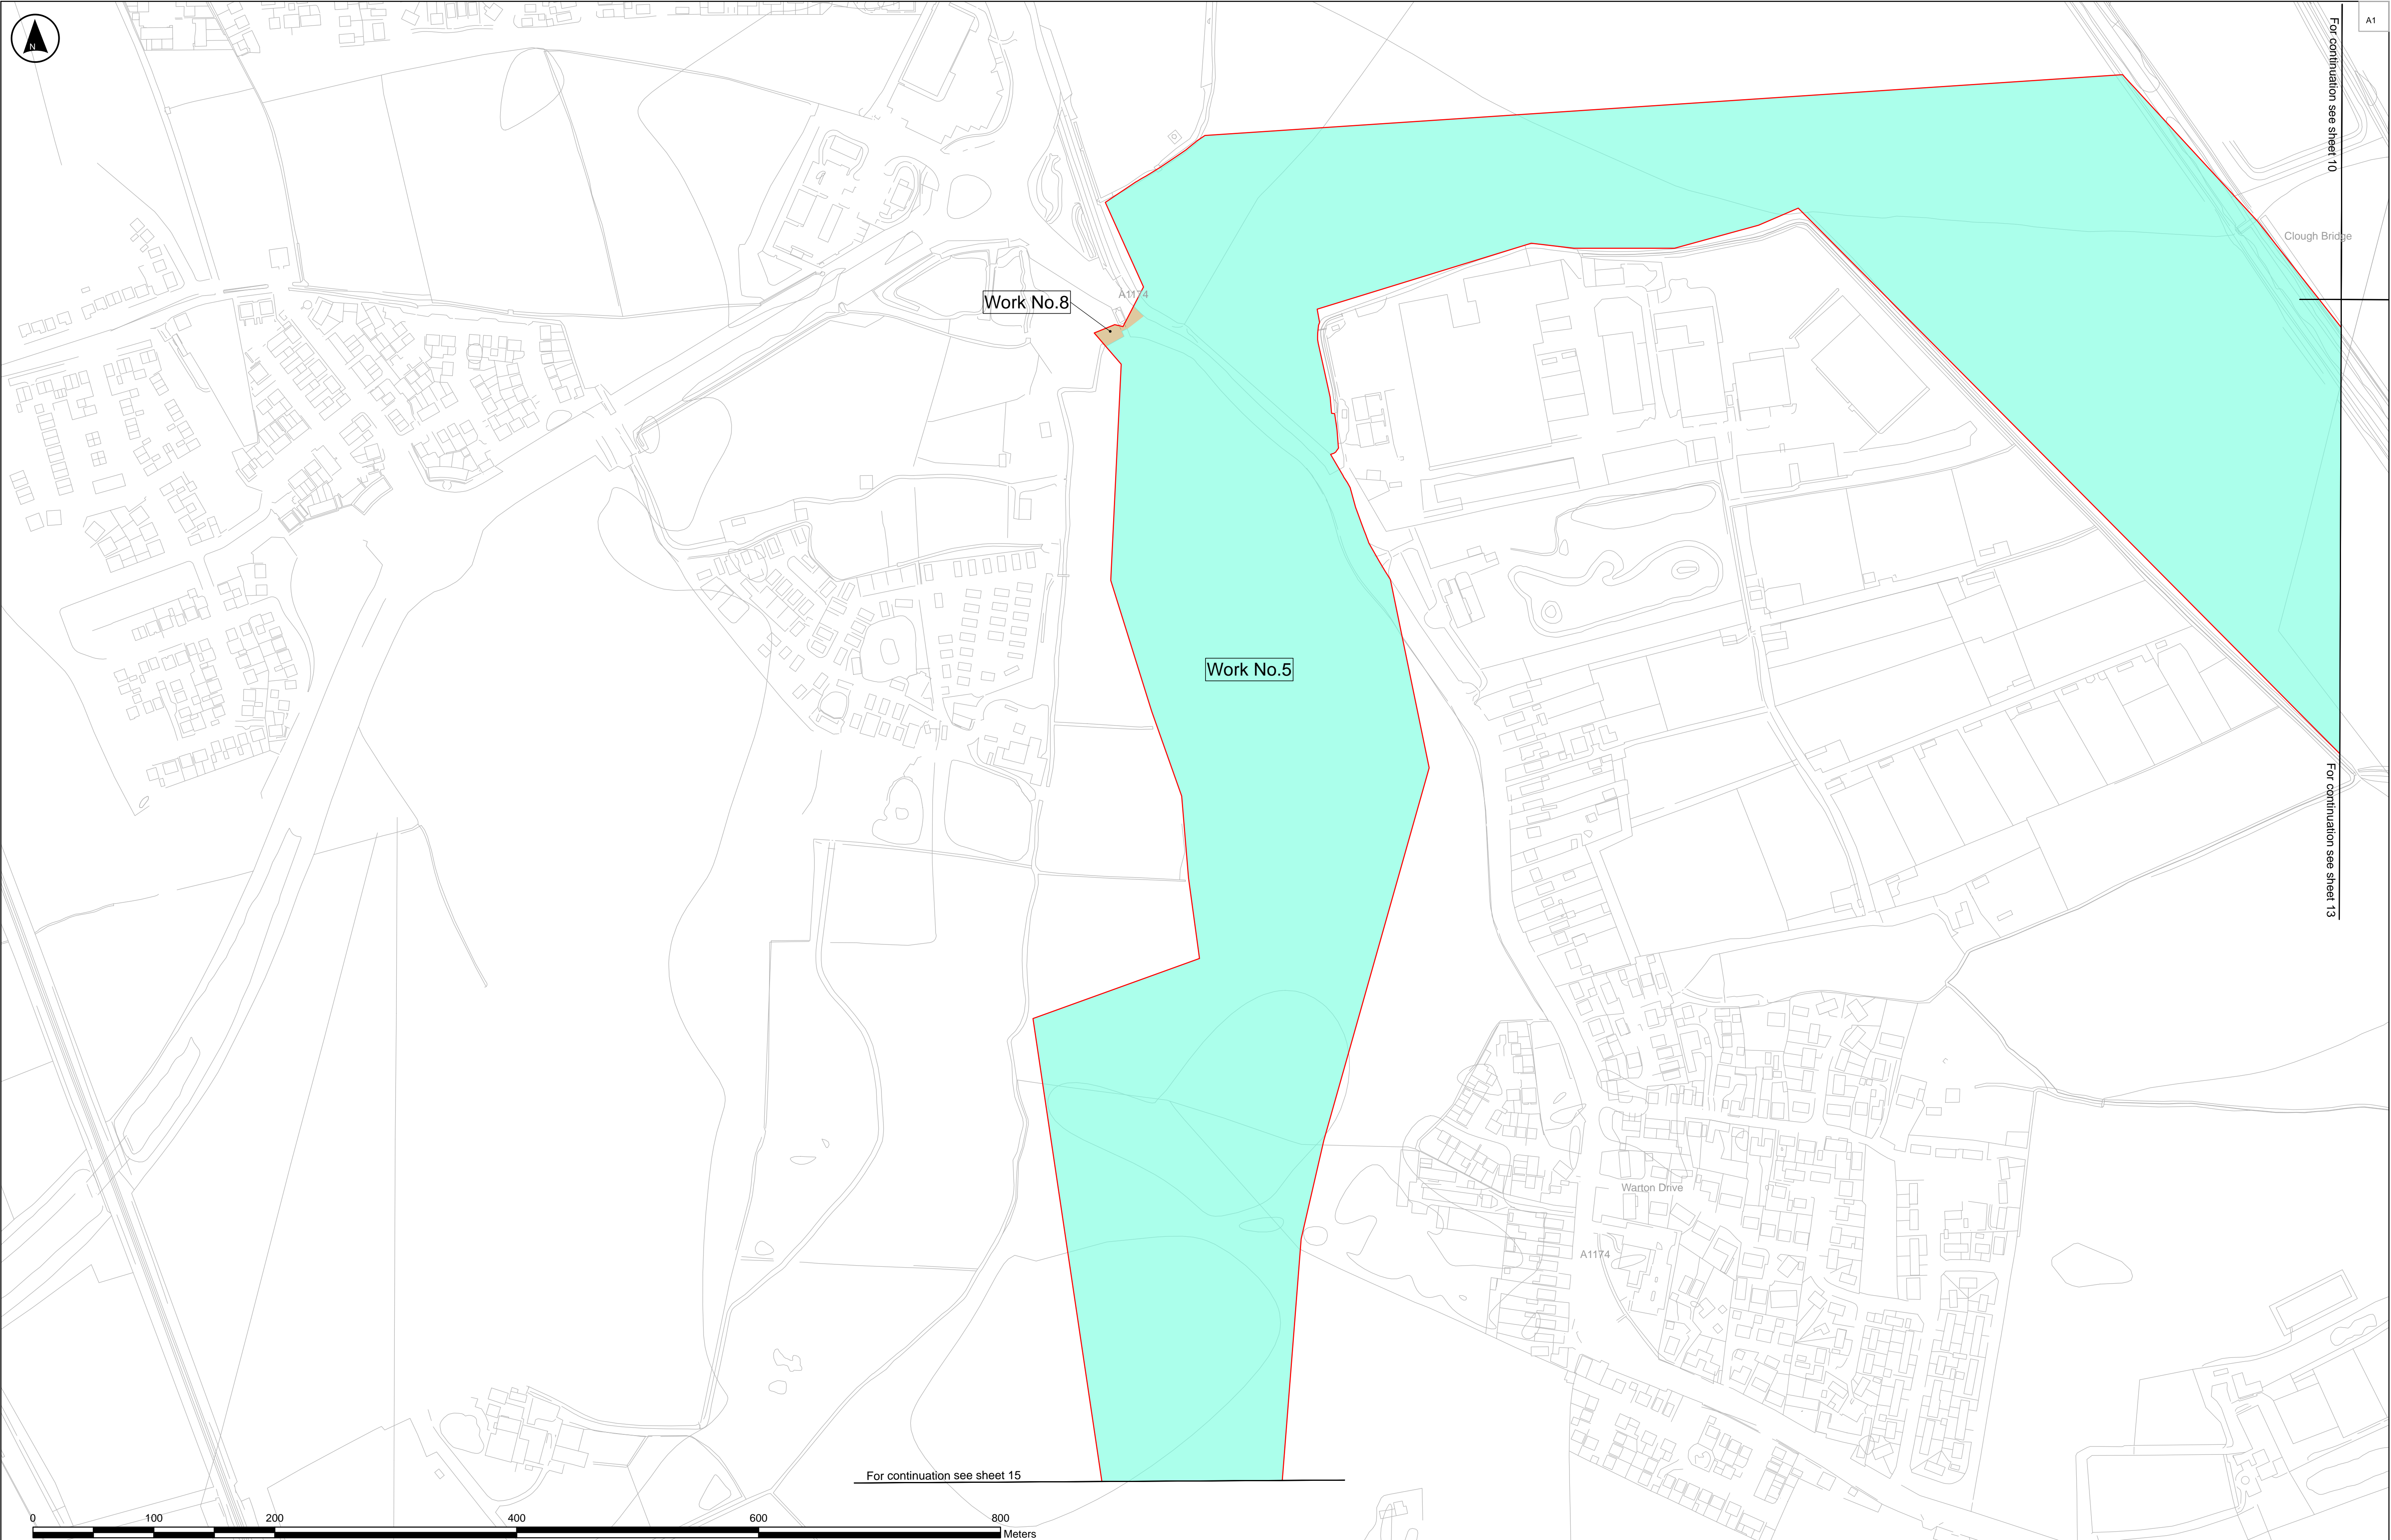 N
A1
For continuation see sheet 10
Clough Bridge
A1174
Work No.8
Work No.5
For continuation see sheet 13
Warton Drive
A1174
For continuation see sheet 15
0 100 200 400 600 800
Meters